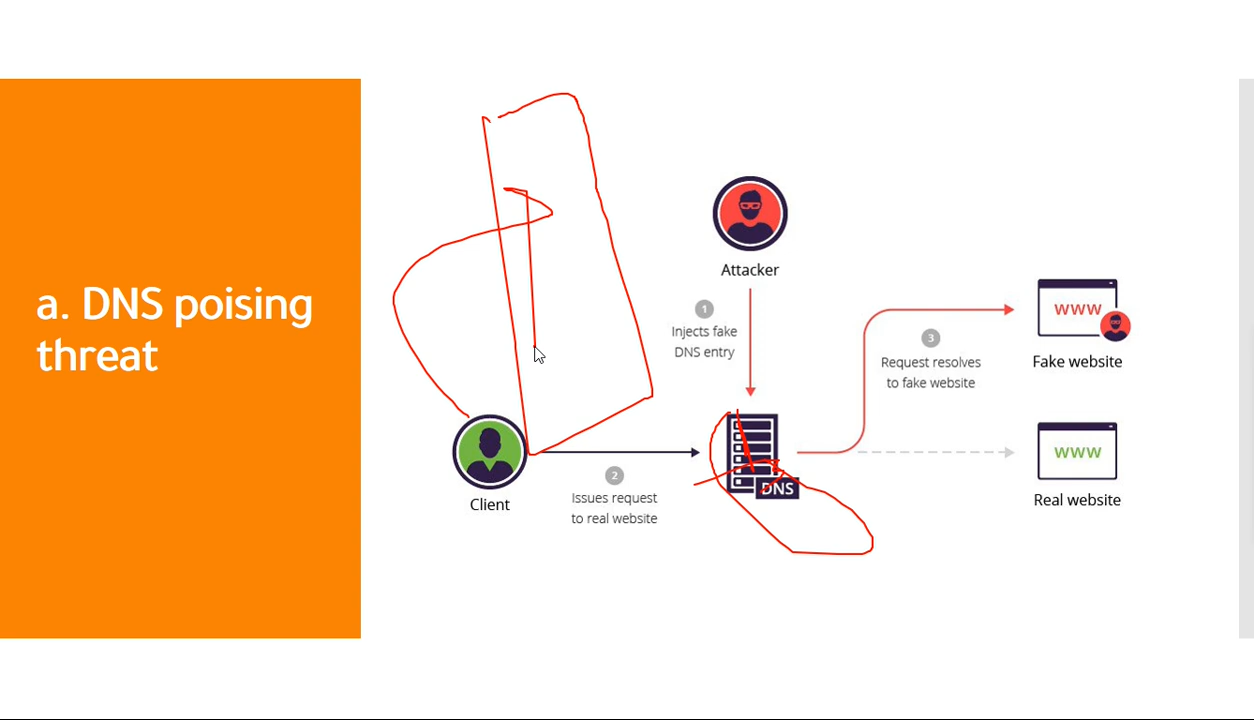 a. DNS poising
threat
Attacker
1
Injects fake
DNS entry
Client
2
Issues request
to real website
DNS
3
Request resolves
to fake website
WWW
Fake website
WWW
Real website